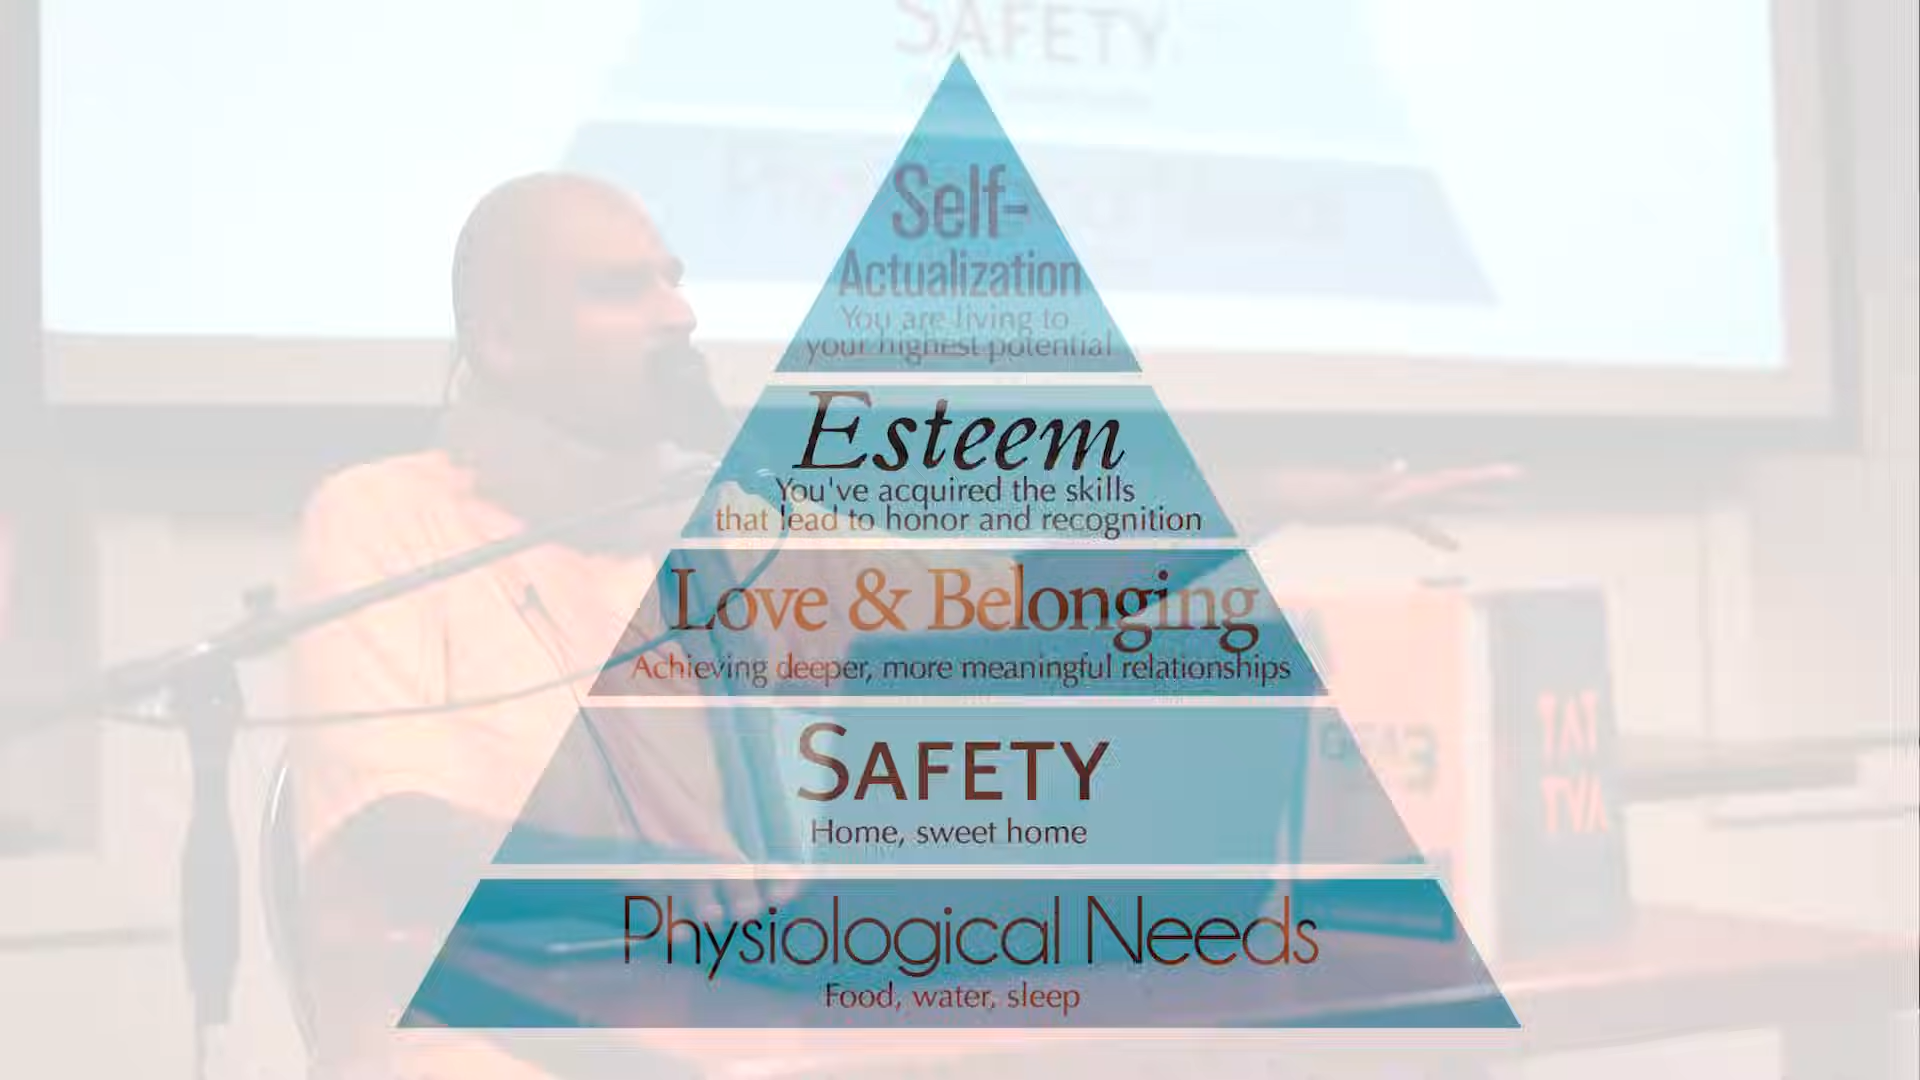 SAFETY
Self-
Actualization
You are living to
your highest potential
Esteem
You've acquired the skills
that lead to honor and recognition
Love & Belonging
Achieving deeper, more meaningful relationships
SAFETY
Home, sweet home
Physiological Needs
Food, water, sleep
TAT
TVA